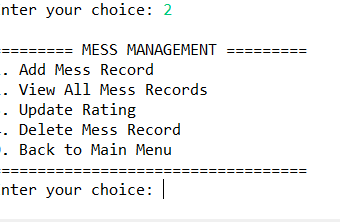 nter your choice: 2
========= MESS MANAGEMENT =========
. Add Mess Record
. View All Mess Records
. Update Rating
. Delete Mess Record
. Back to Main Menu
===================================
nter your choice: